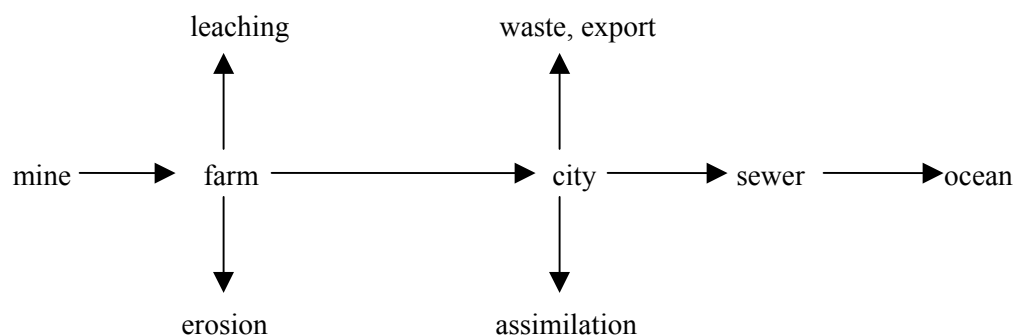 leaching waste, export
mine farm city sewer ocean
erosion assimilation